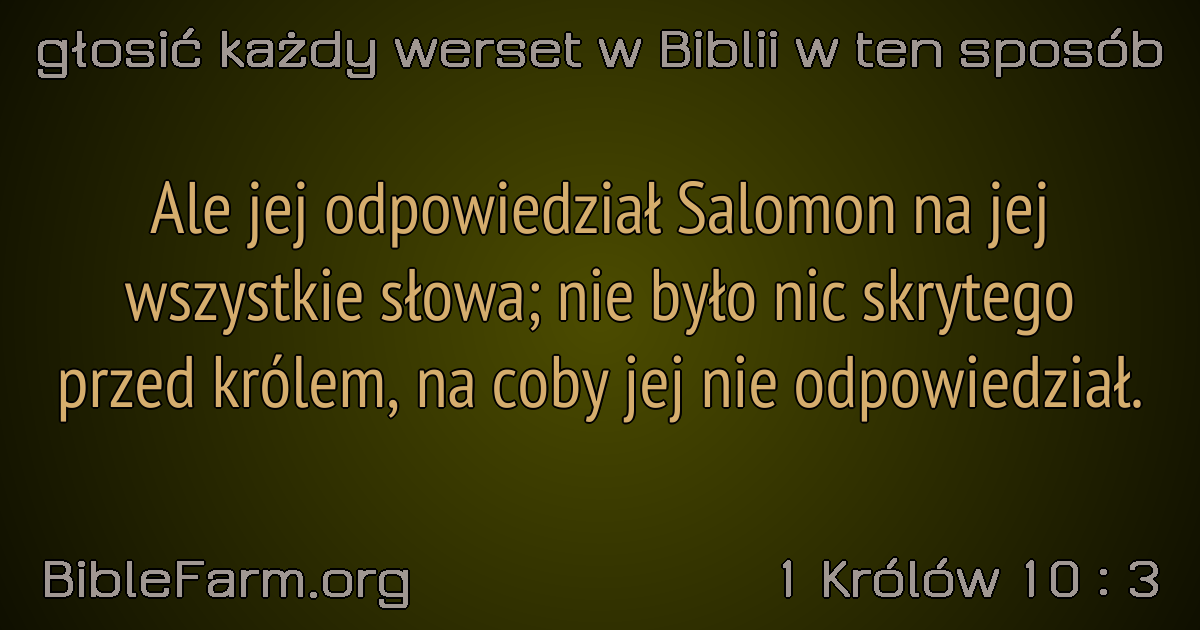 głosić każdy werset w Biblii w ten sposób
Ale jej odpowiedział Salomon na jej
wszystkie słowa; nie było nic skrytego
przed królem, na coby jej nie odpowiedział.
BibleFarm.org
1 Królów 10 : 3